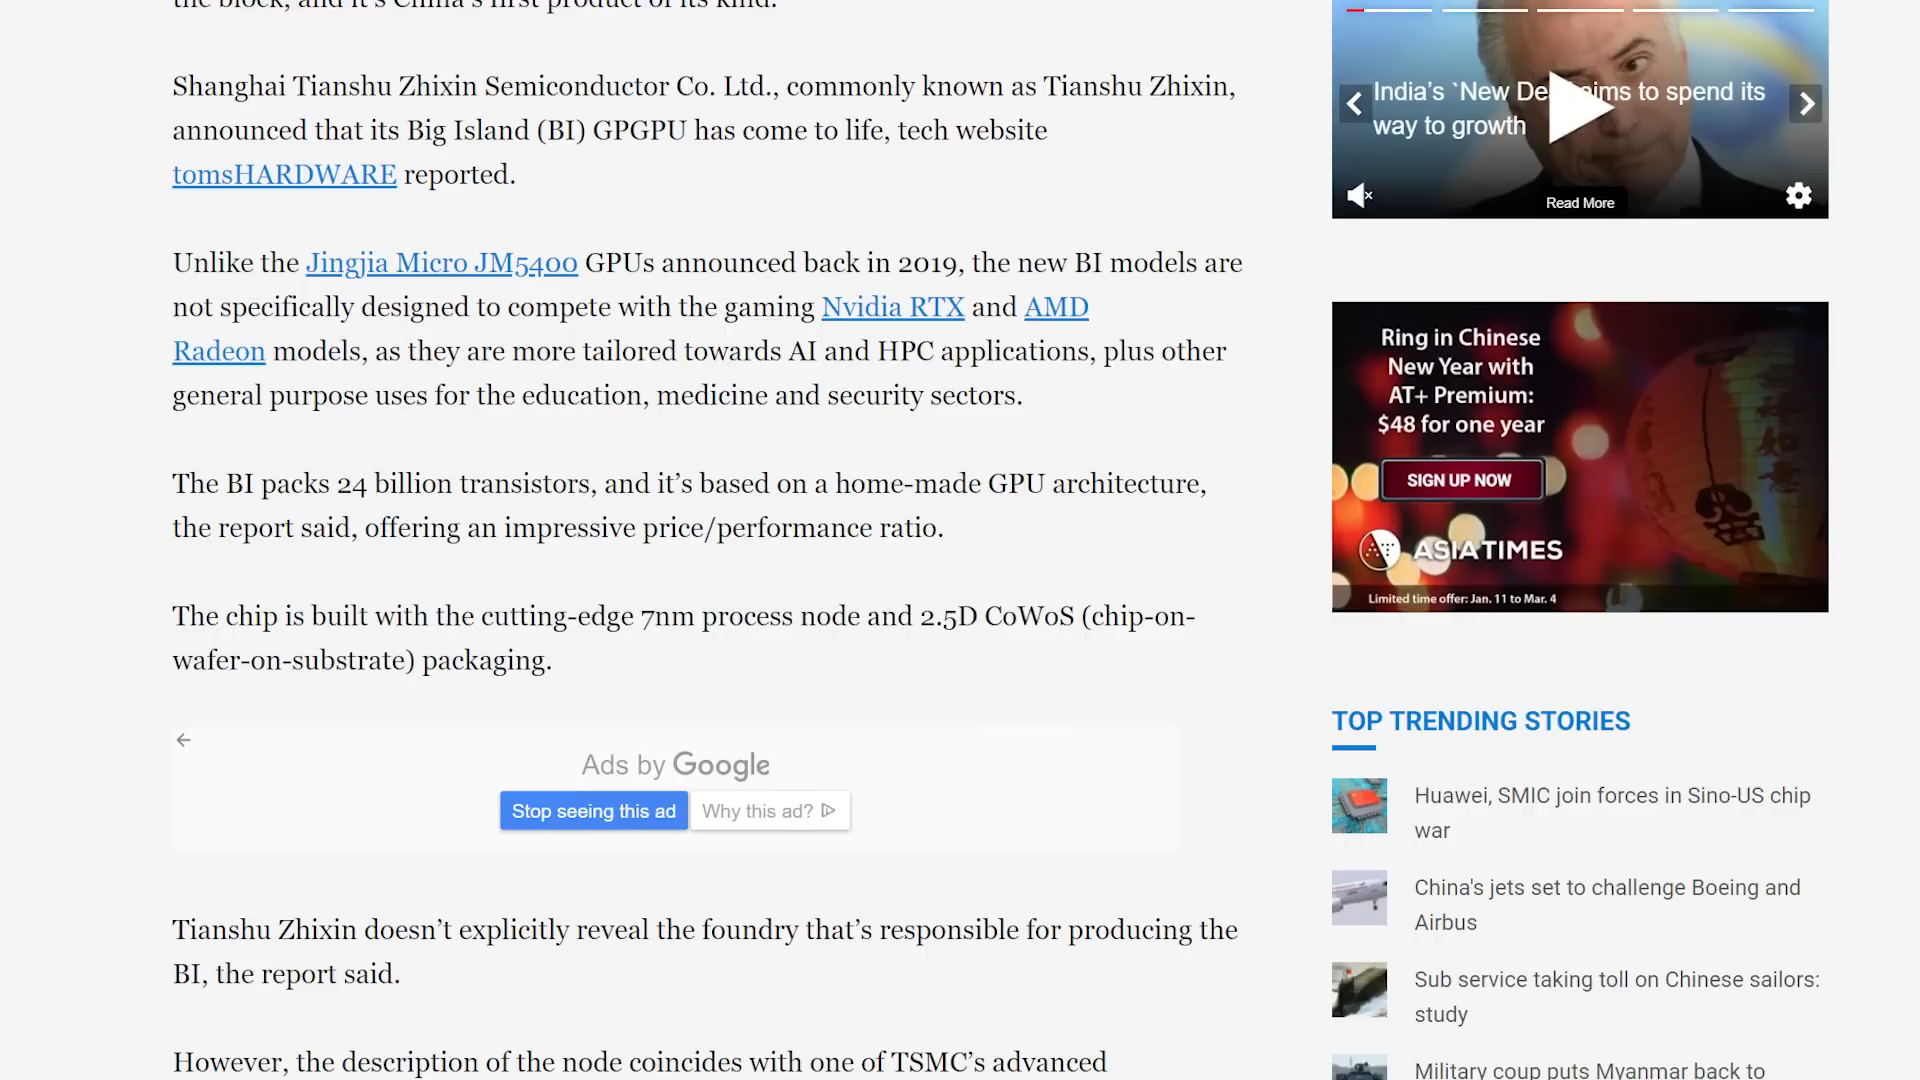 the block, and it's China's first product of its kind.
Shanghai Tianshu Zhixin Semiconductor Co. Ltd., commonly known as Tianshu Zhixin,
announced that its Big Island (BI) GPGPU has come to life, tech website
tomsHARDWARE reported.
Unlike the Jingjia Micro JM5400 GPUs announced back in 2019, the new BI models are
not specifically designed to compete with the gaming Nvidia RTX and AMD
Radeon models, as they are more tailored towards AI and HPC applications, plus other
general purpose uses for the education, medicine and security sectors.
The BI packs 24 billion transistors, and it’s based on a home-made GPU architecture,
the report said, offering an impressive price/performance ratio.
The chip is built with the cutting-edge 7nm process node and 2.5D CoWoS (chip-on-
wafer-on-substrate) packaging.
Ads by Google
Stop seeing this ad
Why this ad?
Tianshu Zhixin doesn’t explicitly reveal the foundry that’s responsible for producing the
BI, the report said.
However, the description of the node coincides with one of TSMC’s advanced
India’s `New aims to spend its
way to growth
Read More
Ring in Chinese
New Year with
AT+ Premium:
$48 for one year
SIGN UP NOW
ASIA TIMES
Limited time offer: Jan. 11 to Mar. 4
TOP TRENDING STORIES
Huawei, SMIC join forces in Sino-US chip
war
China's jets set to challenge Boeing and
Airbus
Sub service taking toll on Chinese sailors:
study
Military coup puts Myanmar back to